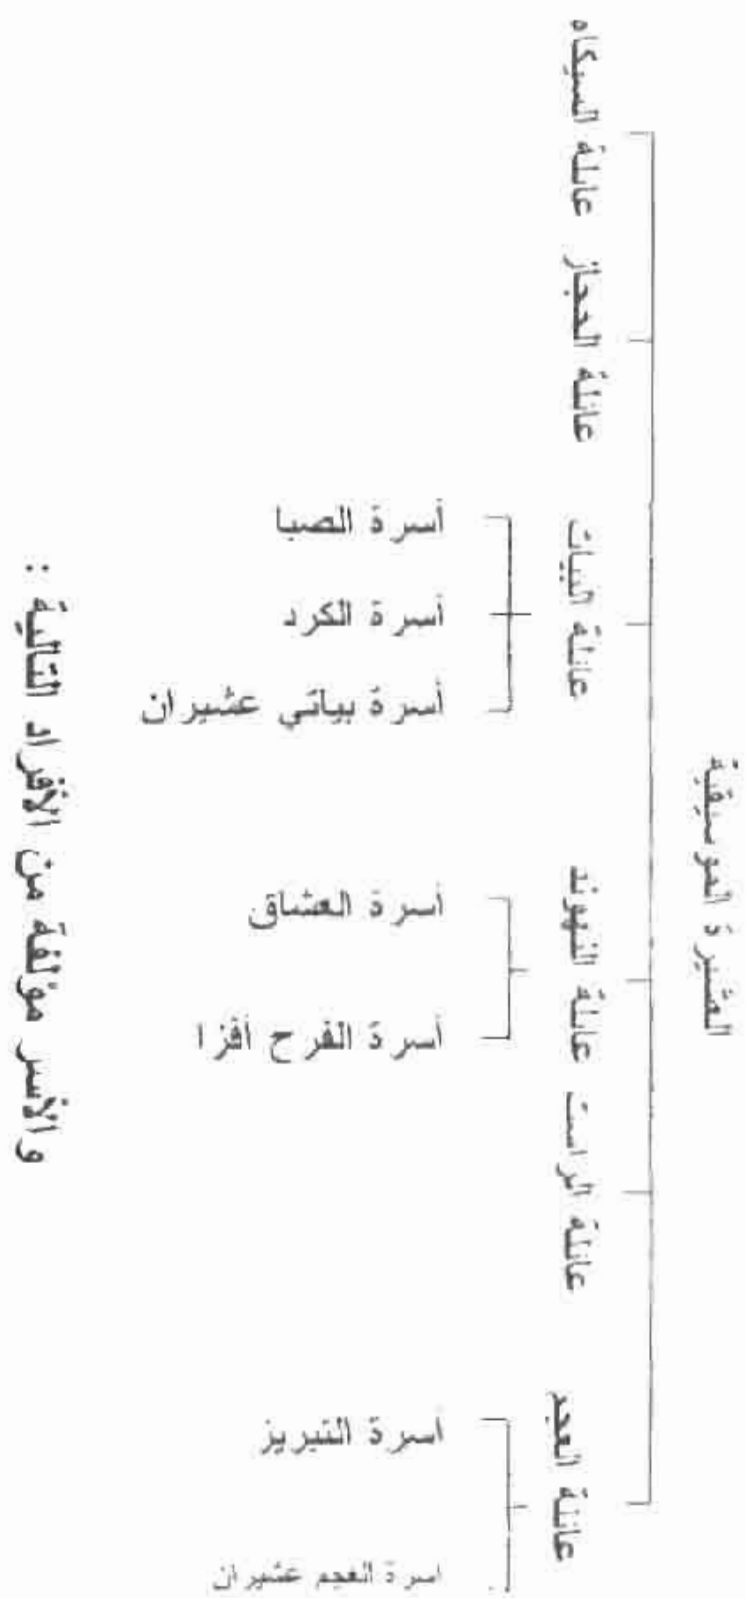 العشيرة الموسيقية
عائلة العجم
عائلة الراست
عائلة النهوند
عائلة البيات
عائلة الحجاز
عائلة السيكاه
أسرة الصبا
أسرة الكرد
أسرة بياتي عشيران
أسرة العشاق
أسرة الفرح أفزا
أسرة التبريز
أسرة العجم عشيران
والأسر مؤلفة من الأفراد التالية :